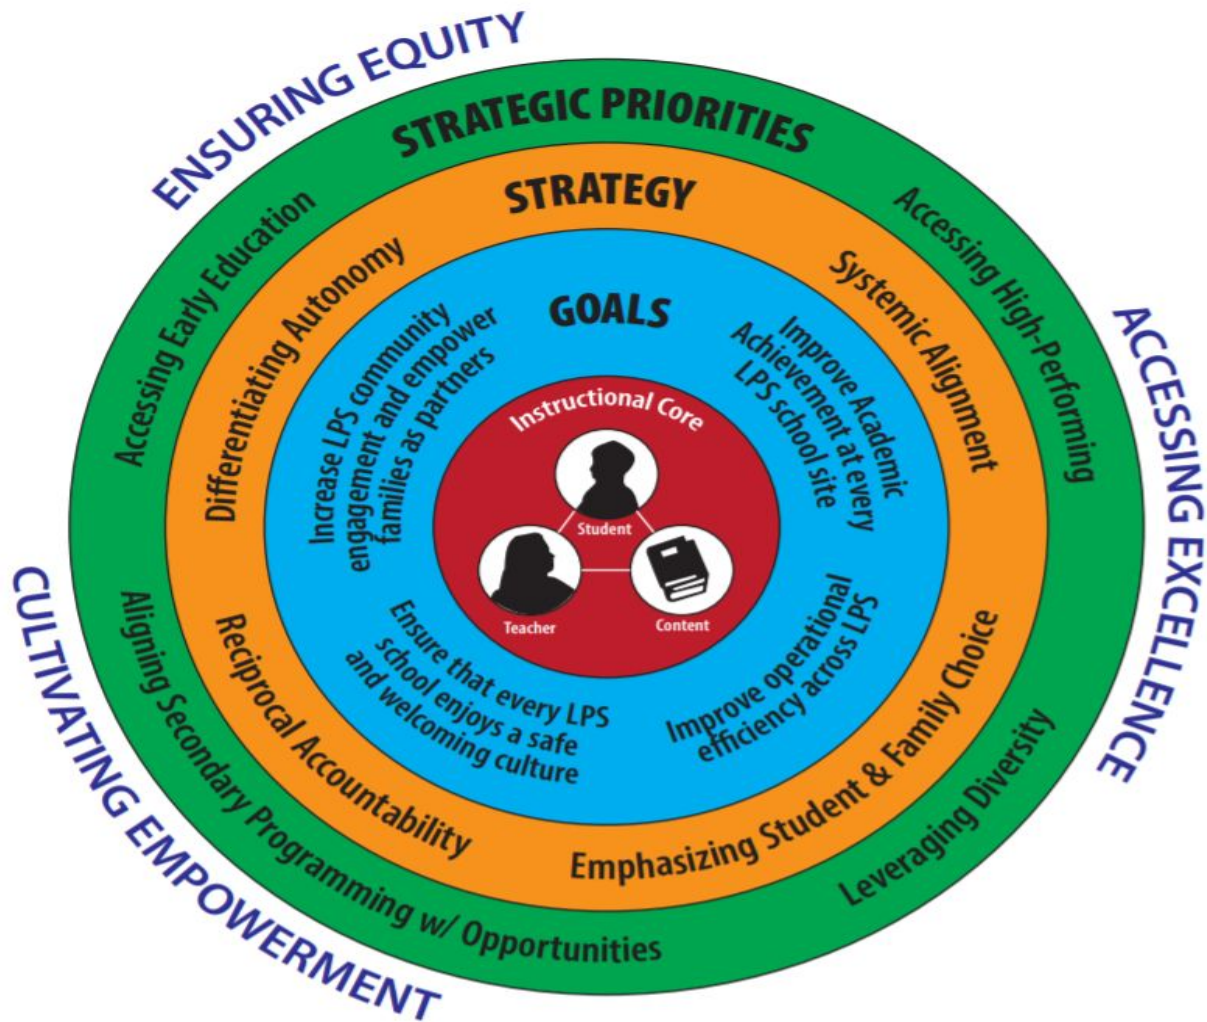 ENSURING EQUITY
ACCESSING EXCELLENCE
CULTIVATING EMPOWERMENT
STRATEGIC PRIORITIES
Accessing Early Education
Accessing High-Performing
Leveraging Diversity
Aligning Secondary Programming w/ Opportunities
STRATEGY
Differentiating Autonomy
Systemic Alignment
Emphasizing Student & Family Choice
Reciprocal Accountability
GOALS
Increase LPS community
engagement and empower
families as partners
Improve Academic
Achievement at every
LPS school site
Improve operational
efficiency across LPS
Ensure that every LPS
school enjoys a safe
and welcoming culture
Instructional Core
Student
Teacher
Content